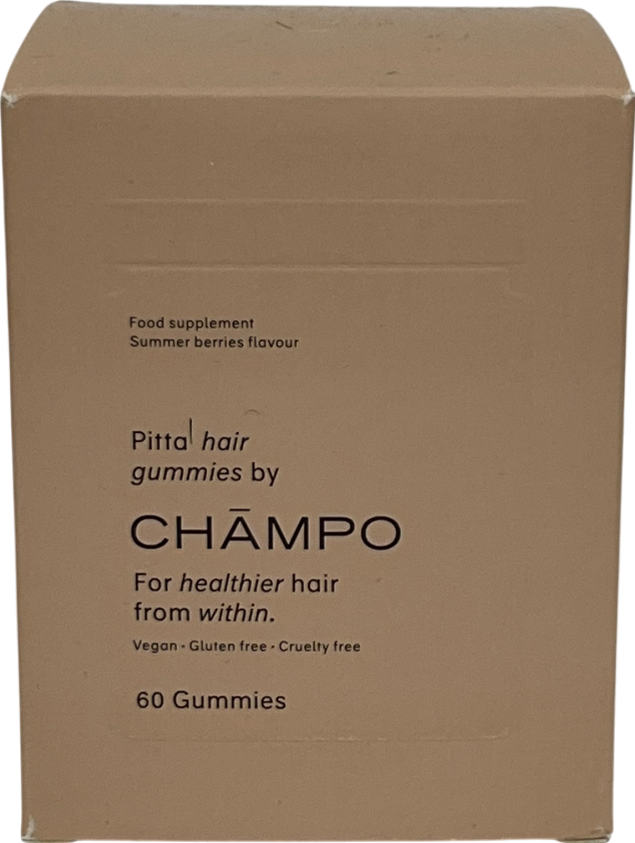 Food supplement
Summer berries flavour
Pitta hair
gummies by
CHĀMPO
For healthier hair
from within.
Vegan • Gluten free • Cruelty free
60 Gummies